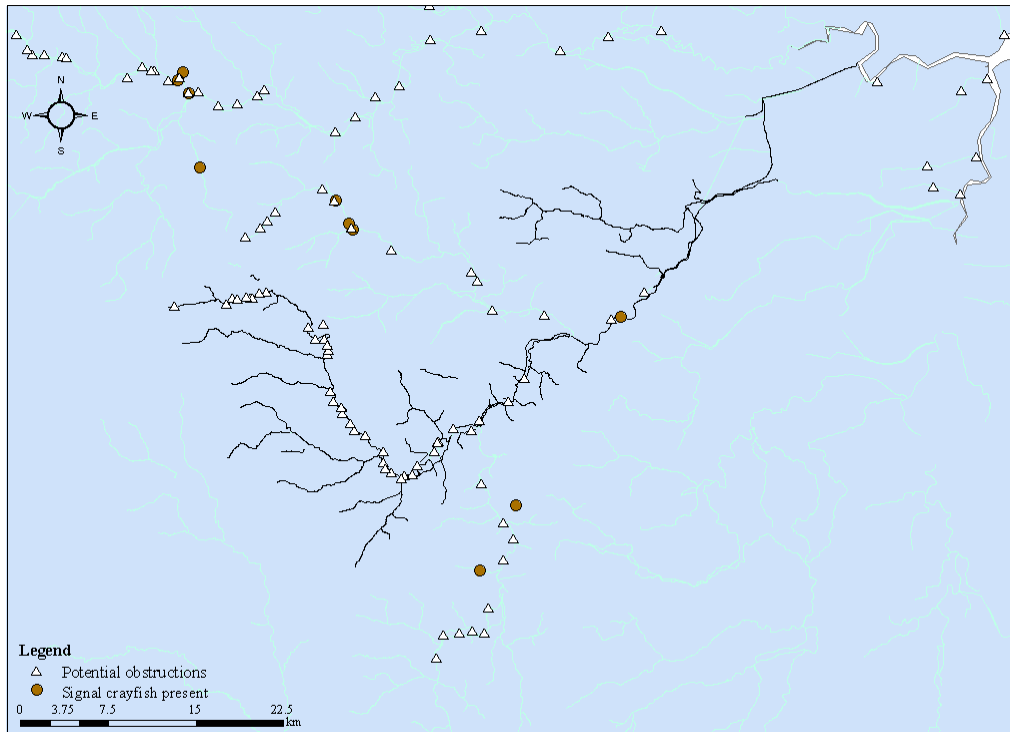 N
W E
S
Legend
Potential obstructions
Signal crayfish present
0 3.75 7.5 15 22.5
km